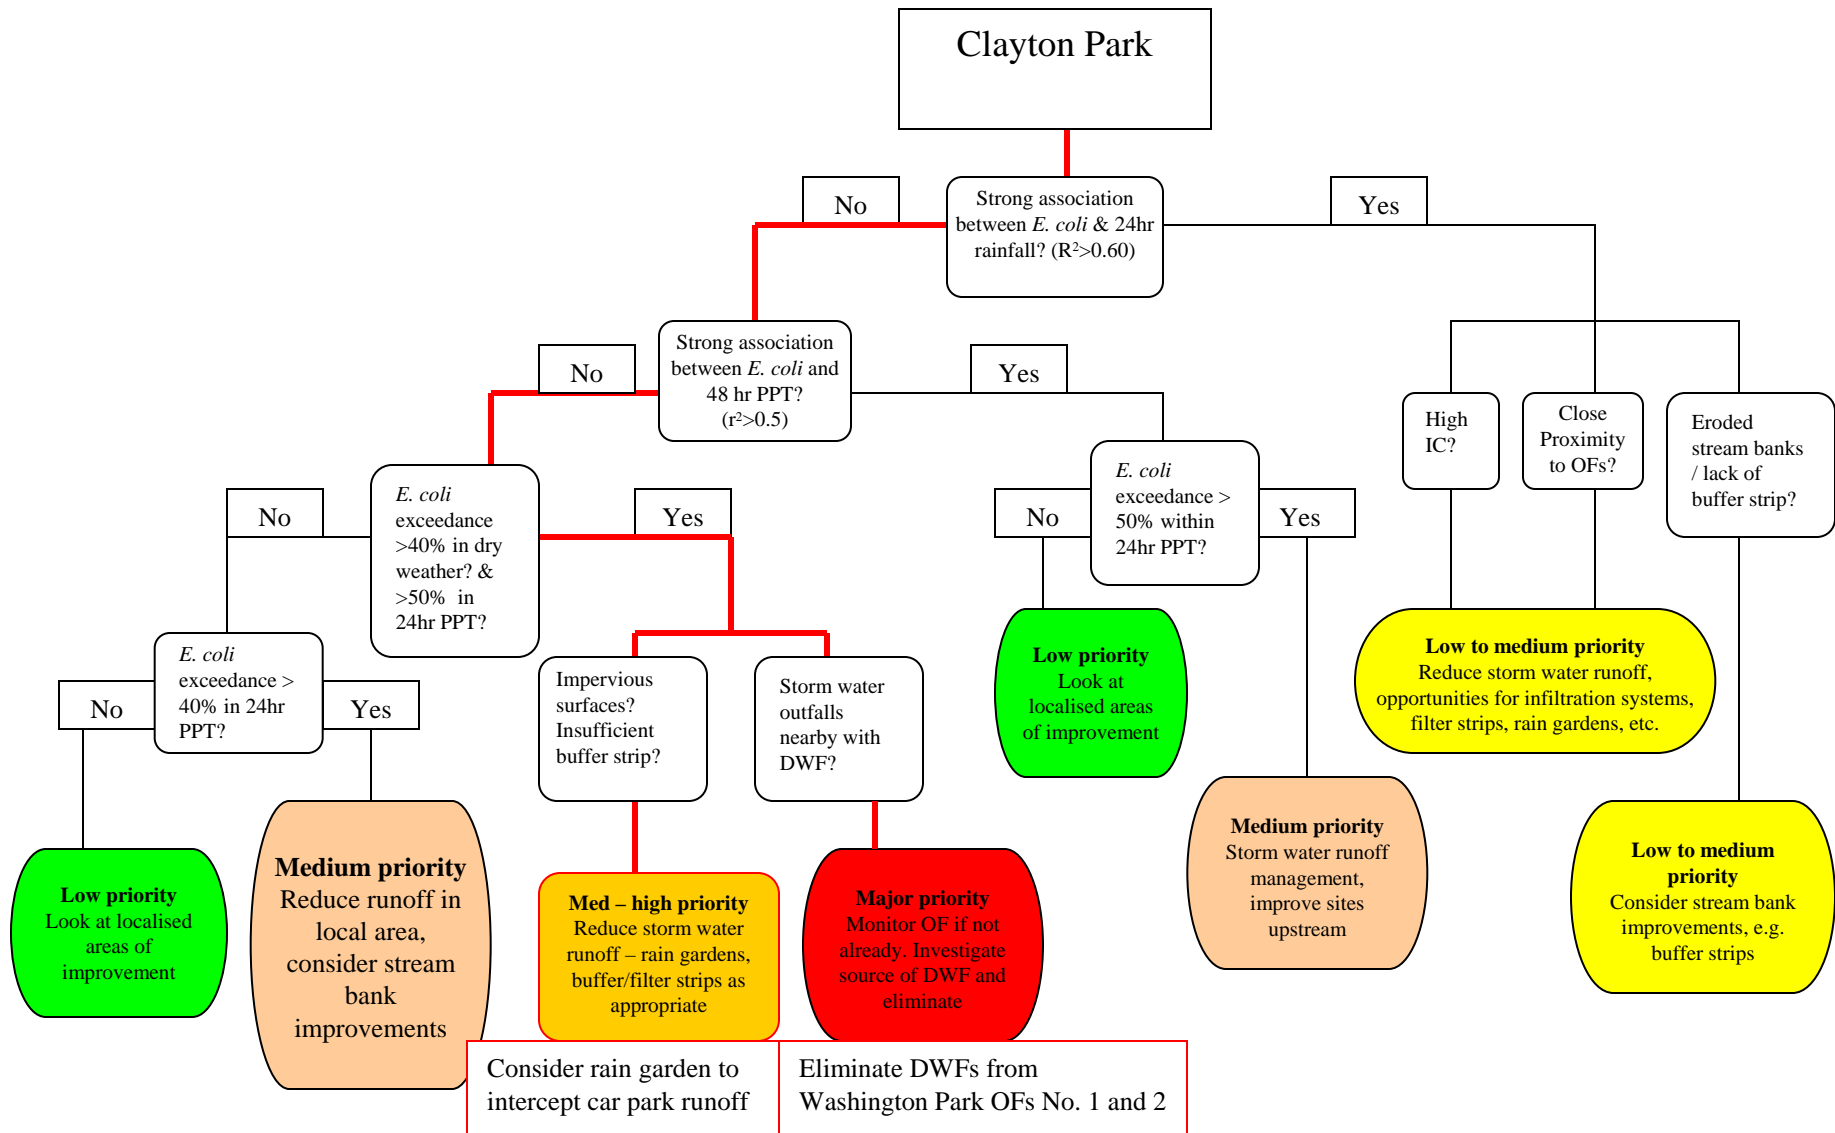 Clayton Park
No
Strong association
between E. coli & 24hr
rainfall? (R²>0.60)
Yes
No
Strong association
between E. coli and
48 hr PPT?
(r²>0.5)
Yes
High
IC?
Close
Proximity
to OFs?
Eroded
stream banks
/ lack of
buffer strip?
No
E. coli
exceedance
>40% in dry
weather? &
>50% in
24hr PPT?
Yes
No
E. coli
exceedance >
50% within
24hr PPT?
Yes
No
E. coli
exceedance >
40% in 24hr
PPT?
Yes
Impervious
surfaces?
Insufficient
buffer strip?
Storm water
outfalls
nearby with
DWF?
Low priority
Look at
localised areas
of improvement
Low to medium priority
Reduce storm water runoff,
opportunities for infiltration systems,
filter strips, rain gardens, etc.
Low priority
Look at localised
areas of
improvement
Medium priority
Reduce runoff in
local area,
consider stream
bank
improvements
Med – high priority
Reduce storm water
runoff – rain gardens,
buffer/filter strips as
appropriate
Major priority
Monitor OF if not
already. Investigate
source of DWF and
eliminate
Medium priority
Storm water runoff
management,
improve sites
upstream
Low to medium
priority
Consider stream bank
improvements, e.g.
buffer strips
Consider rain garden to
intercept car park runoff
Eliminate DWFs from
Washington Park OFs No. 1 and 2